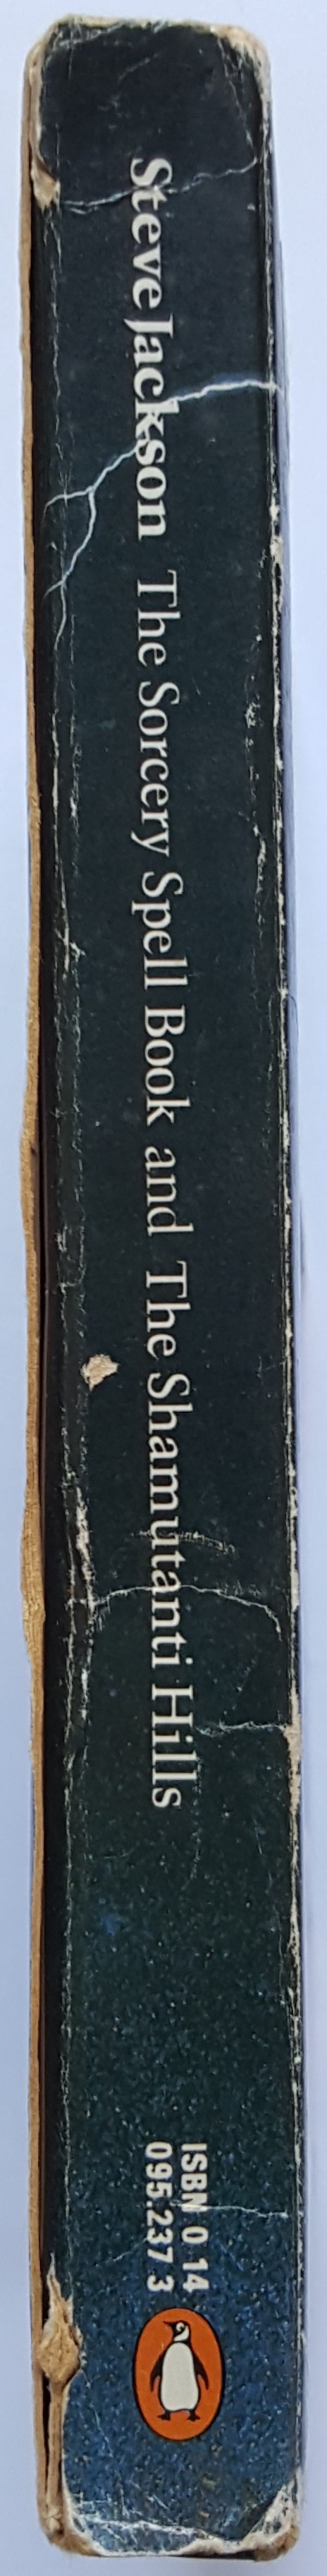 Steve Jackson The Sorcery Spell Book and The Shamutanti Hills
ISBN 0 14
095.237 3